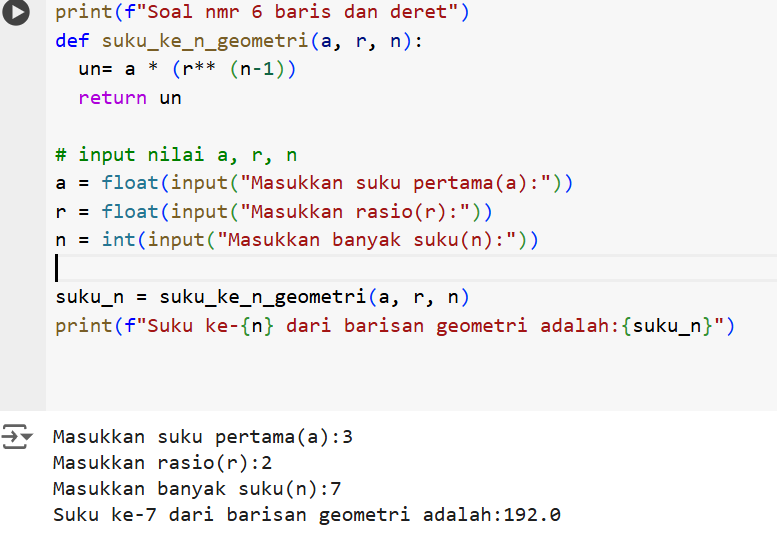 print(f"Soal nmr 6 baris dan deret")
def suku_ke_n_geometri(a, r, n):
  un= a * (r** (n-1))
  return un
# input nilai a, r, n
a = float(input("Masukkan suku pertama(a):"))
r = float(input("Masukkan rasio(r):"))
n = int(input("Masukkan banyak suku(n):"))
suku_n = suku_ke_n_geometri(a, r, n)
print(f"Suku ke-{n} dari barisan geometri adalah:{suku_n}")
Masukkan suku pertama(a):3
Masukkan rasio(r):2
Masukkan banyak suku(n):7
Suku ke-7 dari barisan geometri adalah:192.0